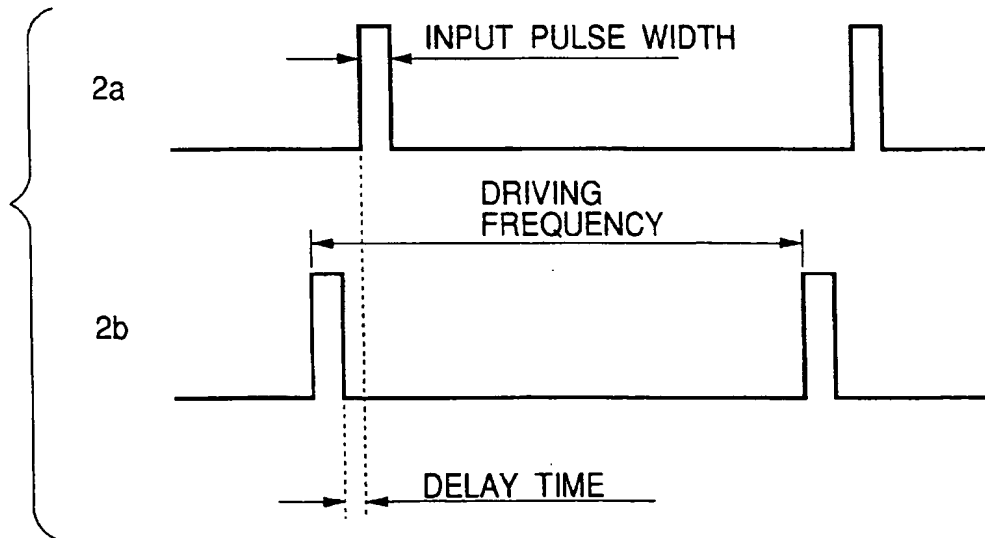 INPUT PULSE WIDTH
2a
DRIVING
FREQUENCY
2b
DELAY TIME